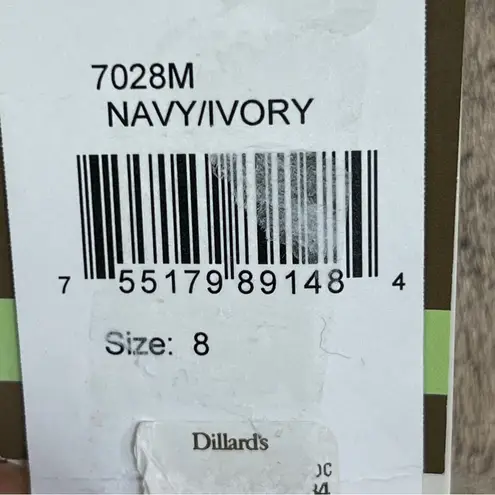 7028M
NAVY/IVORY
7 55179 89148 4
Size: 8
Dillard's